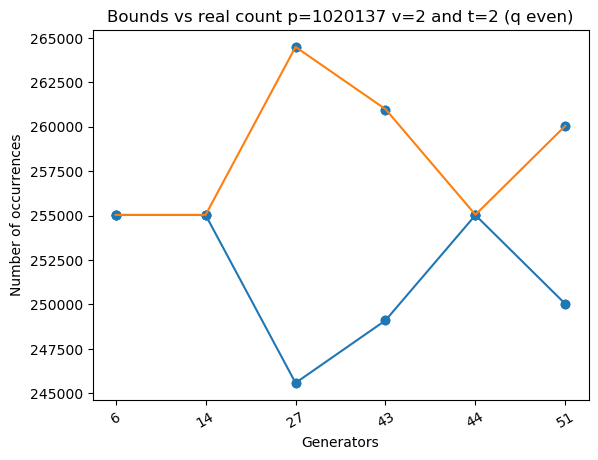 Bounds vs real count p=1020137 v=2 and t=2 (q even)
265000
262500
260000
257500
255000
252500
250000
247500
245000
Number of occurrences
6 14 27 43 44 51
Generators